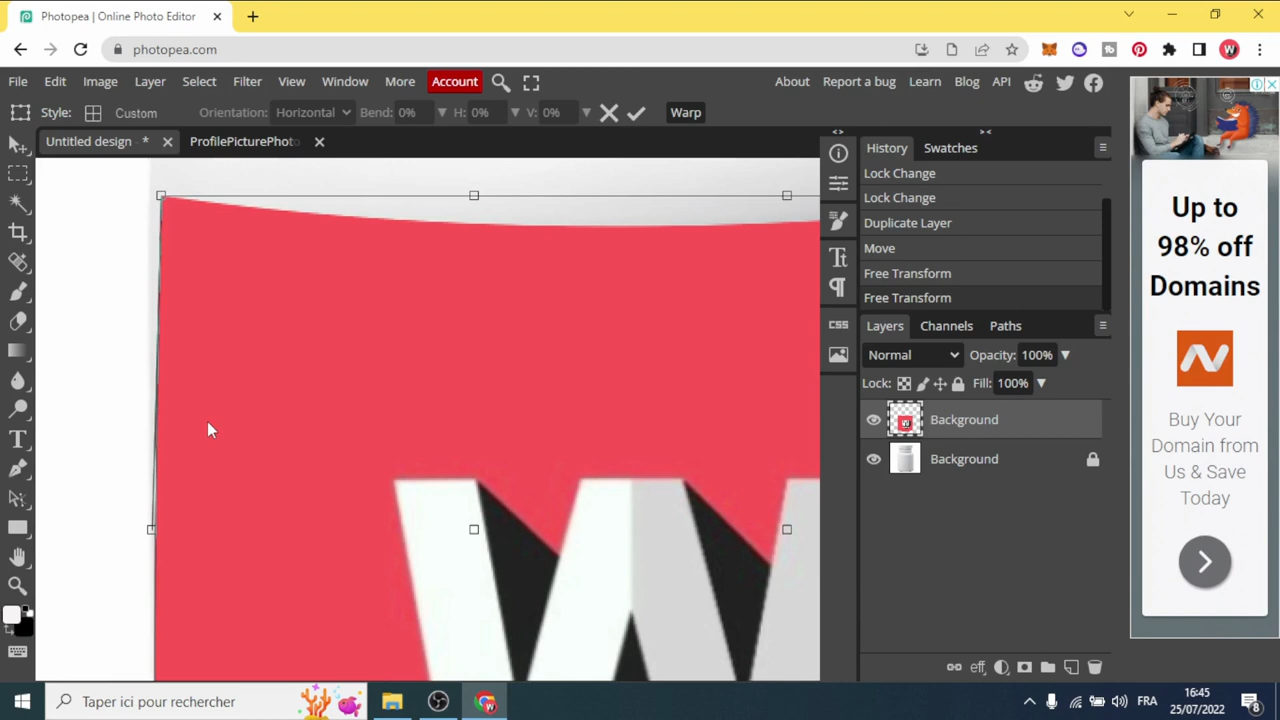 Photopea | Online Photo Editor
photopea.com
File Edit Image Layer Select Filter View Window More Account About Report a bug Learn Blog API
Style: Custom Orientation: Horizontal Bend: 0% H: 0% V: 0% Warp
Untitled design * ProfilePicturePhoto
History Swatches
Lock Change
Lock Change
Duplicate Layer
Move
Free Transform
Free Transform
Layers Channels Paths
Normal Opacity: 100%
Lock: Fill: 100%
Background
Background
CSS
eff
W
Up to
98% off
Domains
Buy Your
Domain from
Us & Save
Today
Taper ici pour rechercher
FRA
16:45
25/07/2022
8